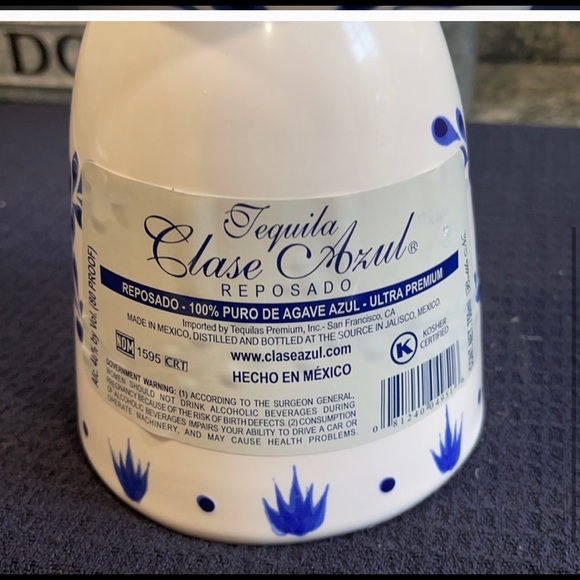 DO
Tequila
Clase Azul®
REPOSADO
REPOSADO - 100% PURO DE AGAVE AZUL - ULTRA PREMIUM
Imported by Tequilas Premium, Inc.- San Francisco, CA
MADE IN MEXICO, DISTILLED AND BOTTLED AT THE SOURCE IN JALISCO, MEXICO
www.claseazul.com
HECHO EN MÉXICO
NOM 1595 CRT
K KOSHER
CERTIFIED
Alc. 40% by Vol. (80 PROOF)
GOVERNMENT WARNING: (1) ACCORDING TO THE SURGEON GENERAL,
WOMEN SHOULD NOT DRINK ALCOHOLIC BEVERAGES DURING
PREGNANCY BECAUSE OF THE RISK OF BIRTH DEFECTS. (2) CONSUMPTION
OF ALCOHOLIC BEVERAGES IMPAIRS YOUR ABILITY TO DRIVE A CAR OR
OPERATE MACHINERY, AND MAY CAUSE HEALTH PROBLEMS.